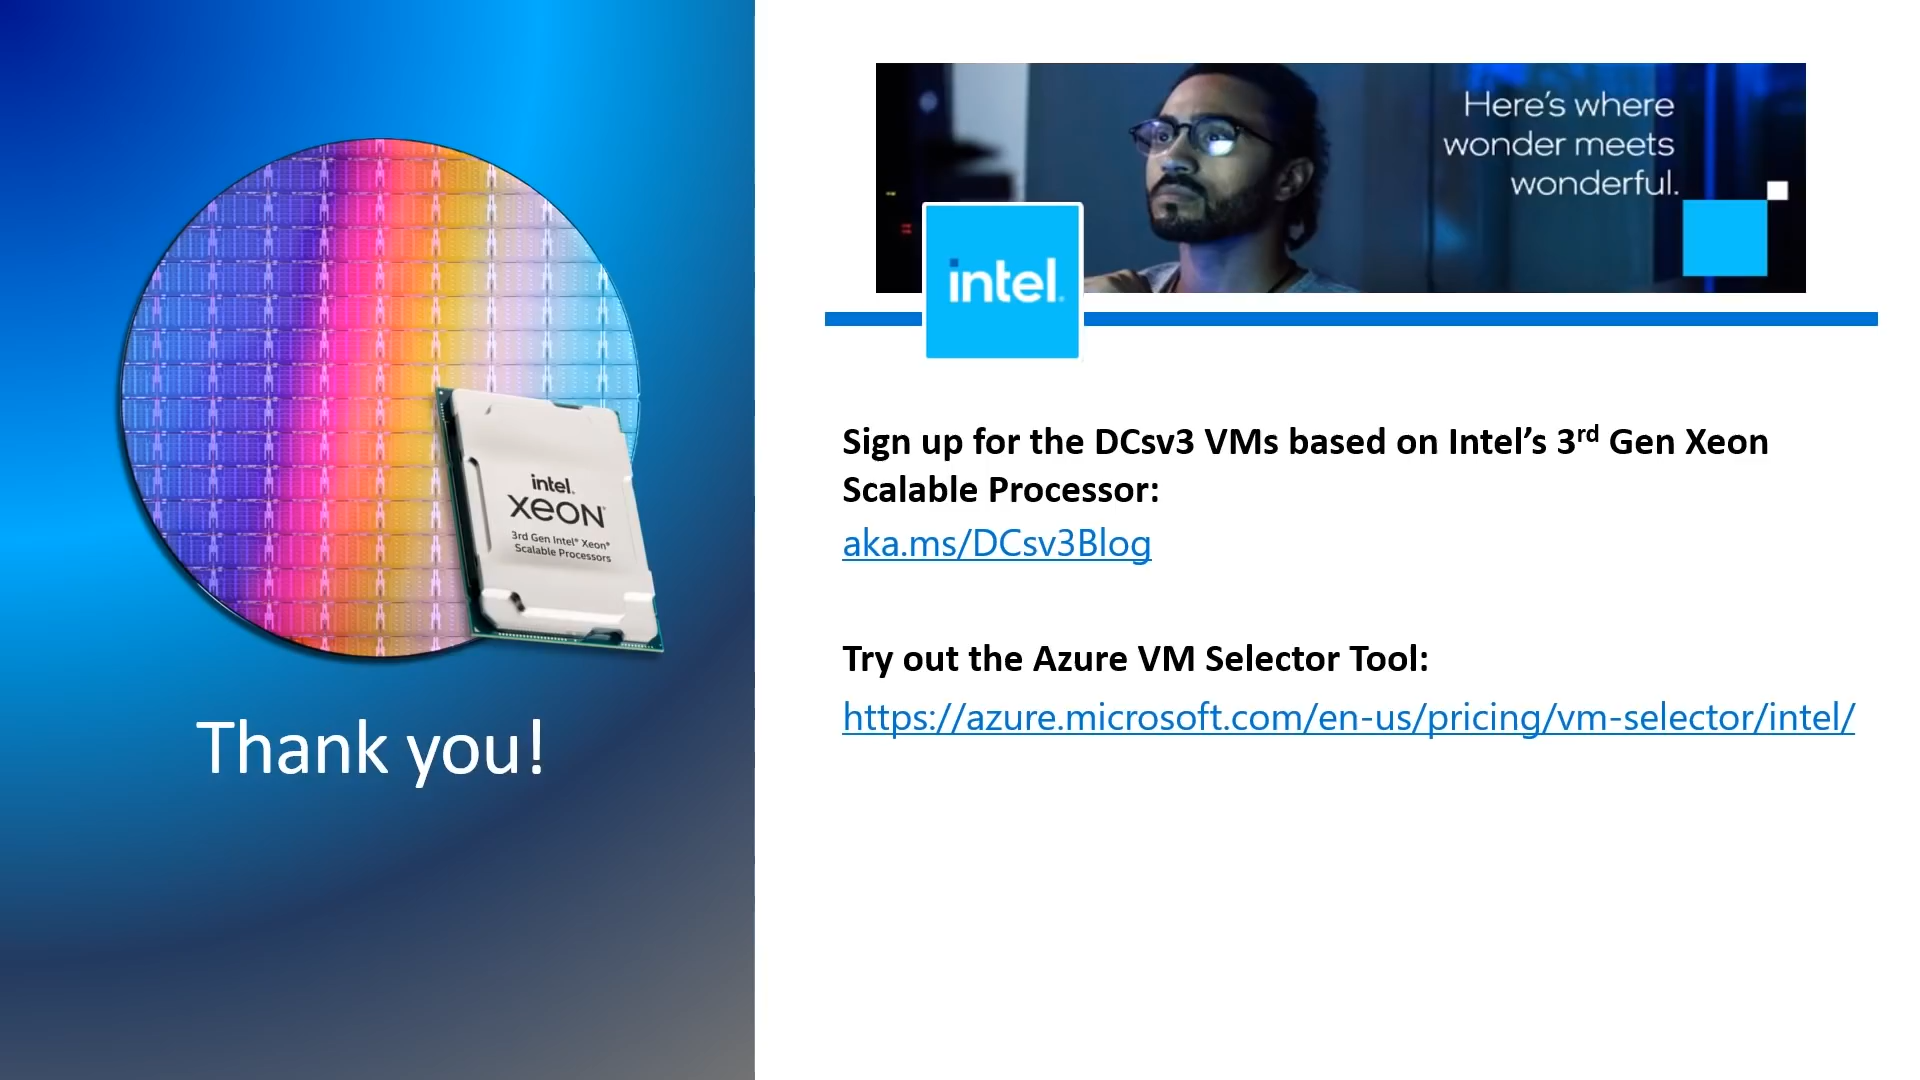 intel.
XEON
3rd Gen Intel® Xeon®
Scalable Processors
Thank you!
Here's where
wonder meets
wonderful.
intel.
Sign up for the DCsv3 VMs based on Intel’s 3rd Gen Xeon
Scalable Processor:
aka.ms/DCsv3Blog
Try out the Azure VM Selector Tool:
https://azure.microsoft.com/en-us/pricing/vm-selector/intel/